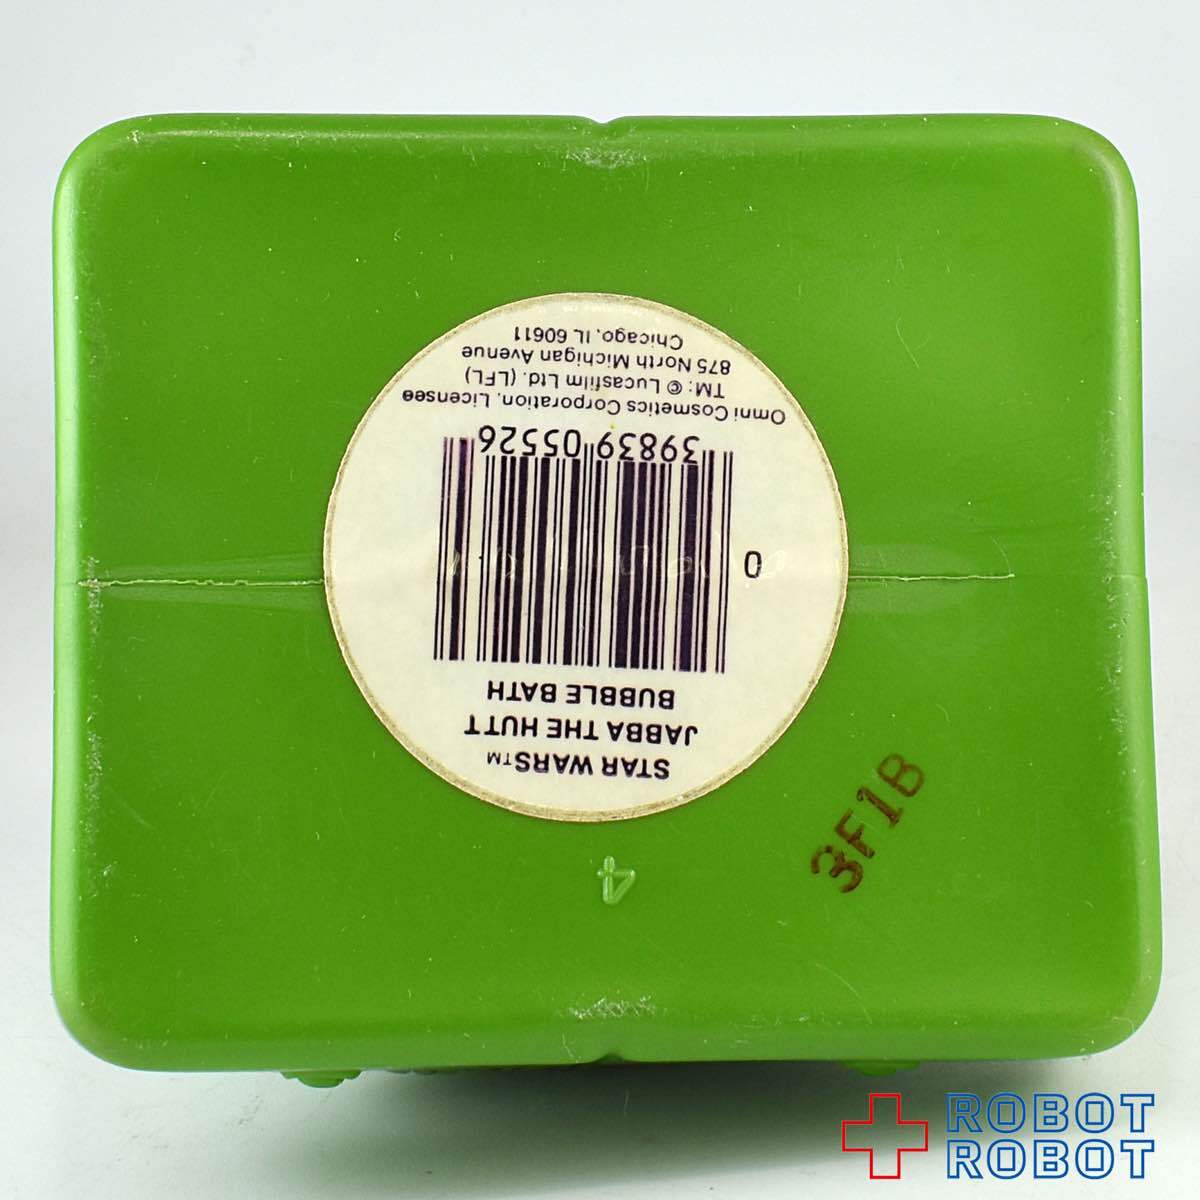 STAR WARS™
JABBA THE HUTT
BUBBLE BATH
0
39839 05526
Omni Cosmetics Corporation, Licensee
TM: © Lucasfilm Ltd. (LFL)
875 North Michigan Avenue
Chicago, IL 60611
4
3F1B
ROBOT
ROBOT